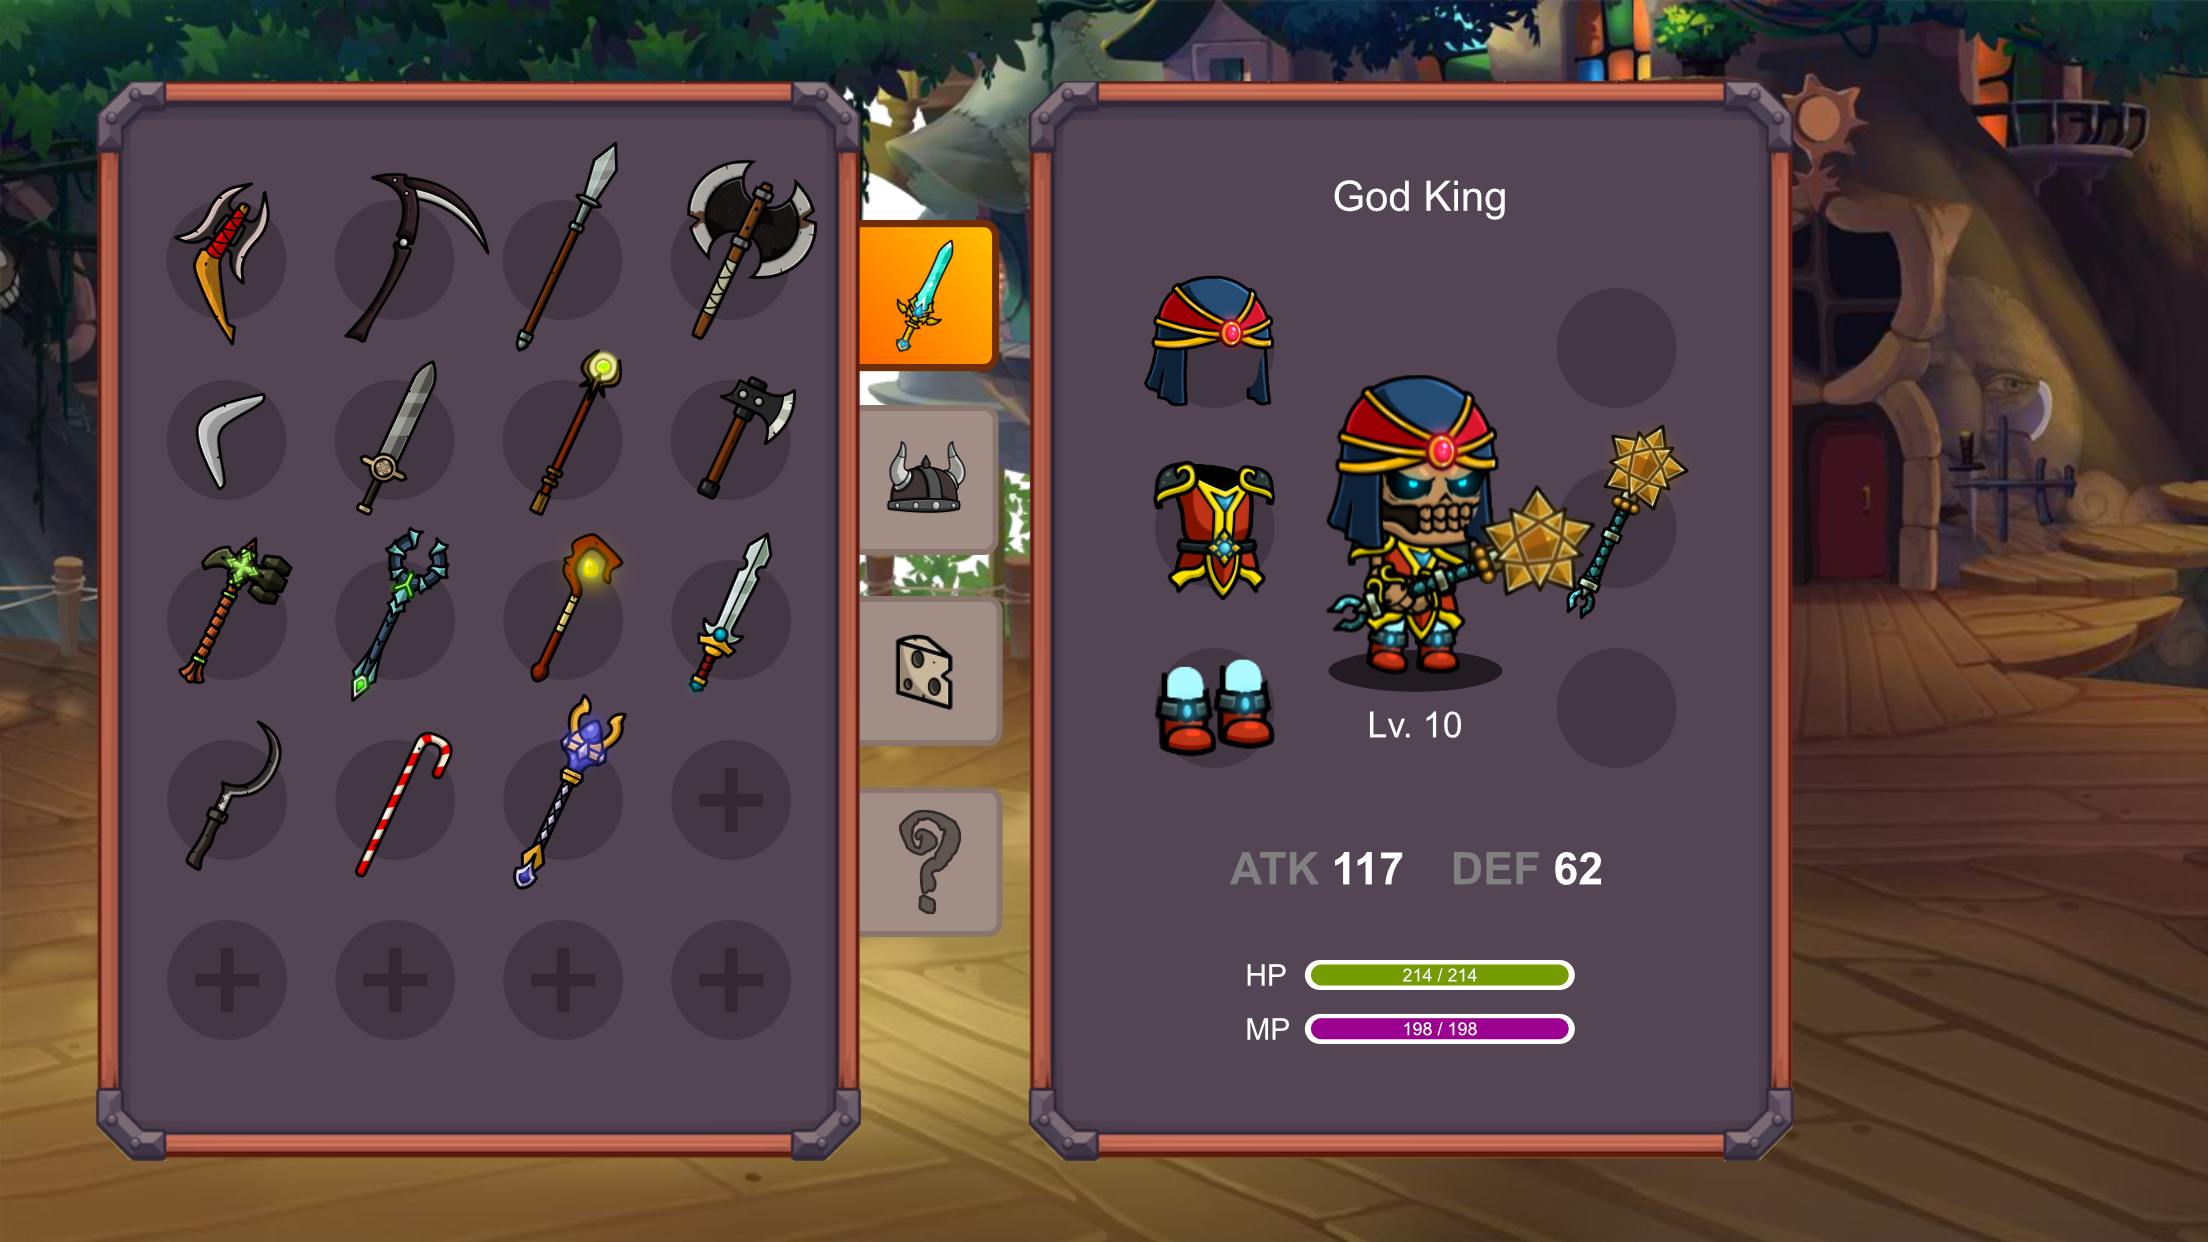 God King
Lv. 10
ATK 117 DEF 62
HP 214 / 214
MP 198 / 198